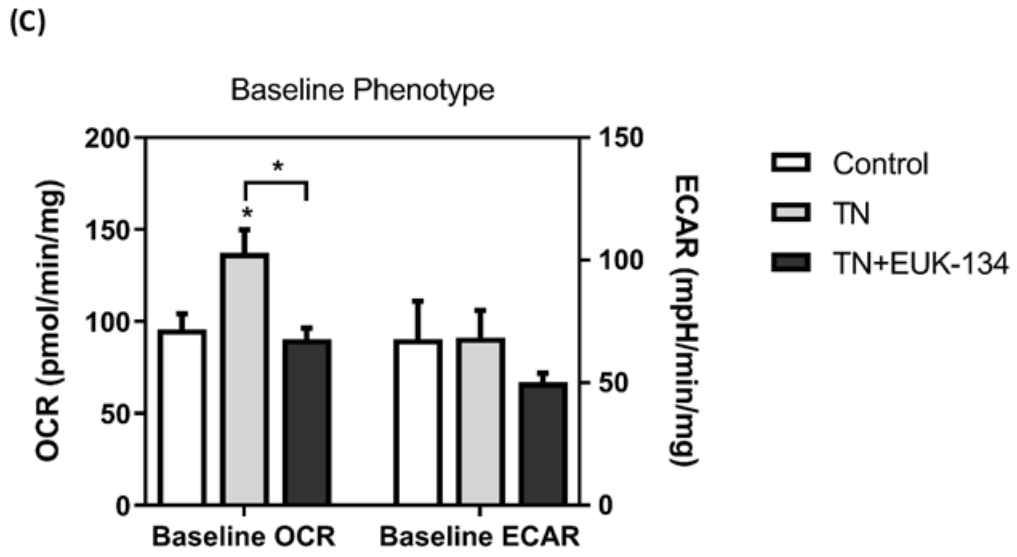 (C)
Baseline Phenotype
200
150
100
50
0
OCR (pmol/min/mg)
*
*
150
100
50
0
ECAR (mpH/min/mg)
Baseline OCR
Baseline ECAR
Control
TN
TN+EUK-134